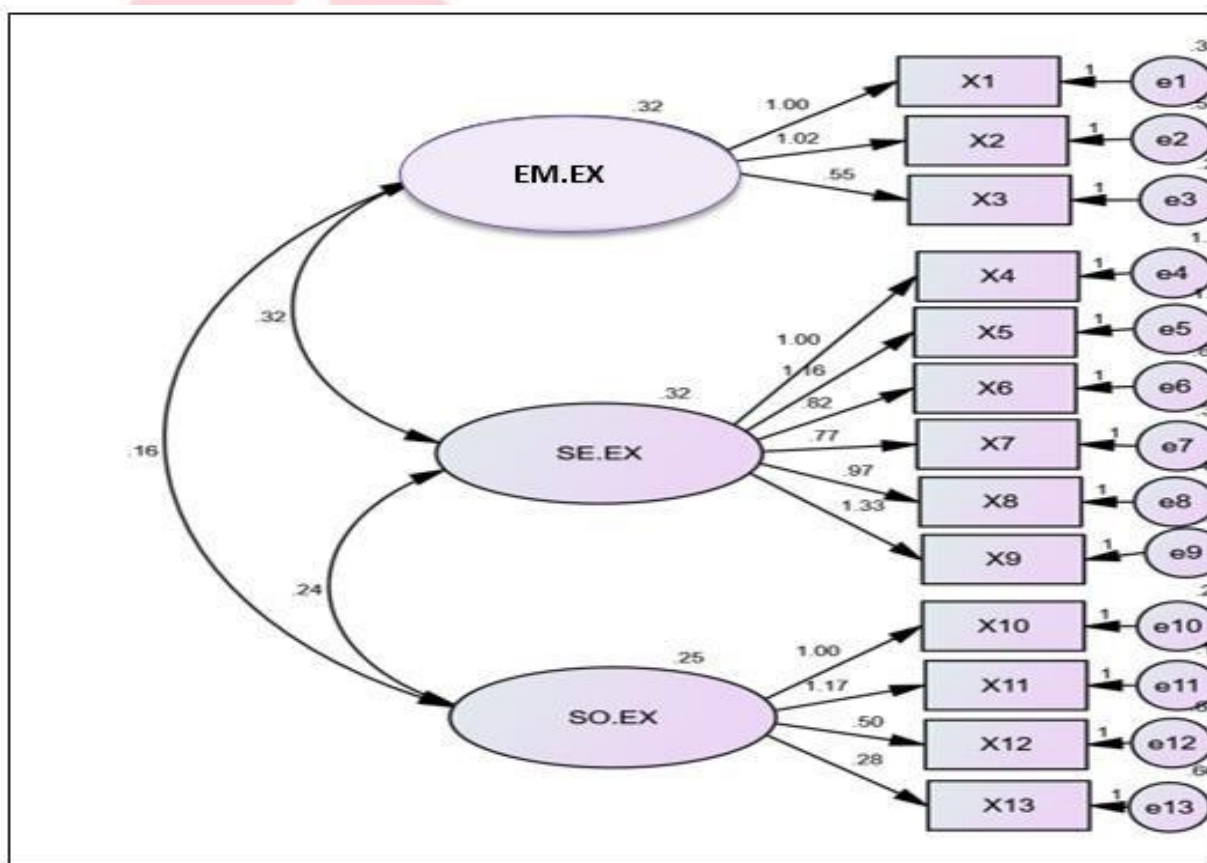 .32
1.00
X1
1
e1
EM.EX
1.02
X2
1
e2
.55
X3
1
e3
.32
.32
1.00
X4
1
e4
1.16
X5
1
e5
SE.EX
.82
X6
1
e6
.77
X7
1
e7
.97
X8
1
e8
1.33
X9
1
e9
.16
.24
.25
1.00
X10
1
e10
SO.EX
1.17
X11
1
e11
.50
X12
1
e12
.28
X13
1
e13